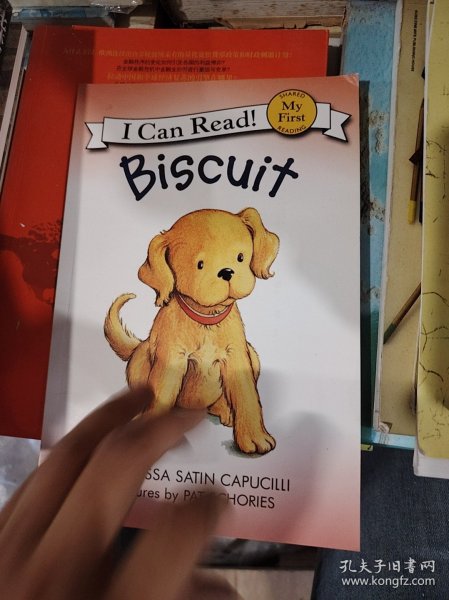 I Can Read!
SHARED
My
First
READING
Biscuit
SSA SATIN CAPUCILLI
ures by PAT SCHORIES
孔夫子旧书网
www.kongfz.com